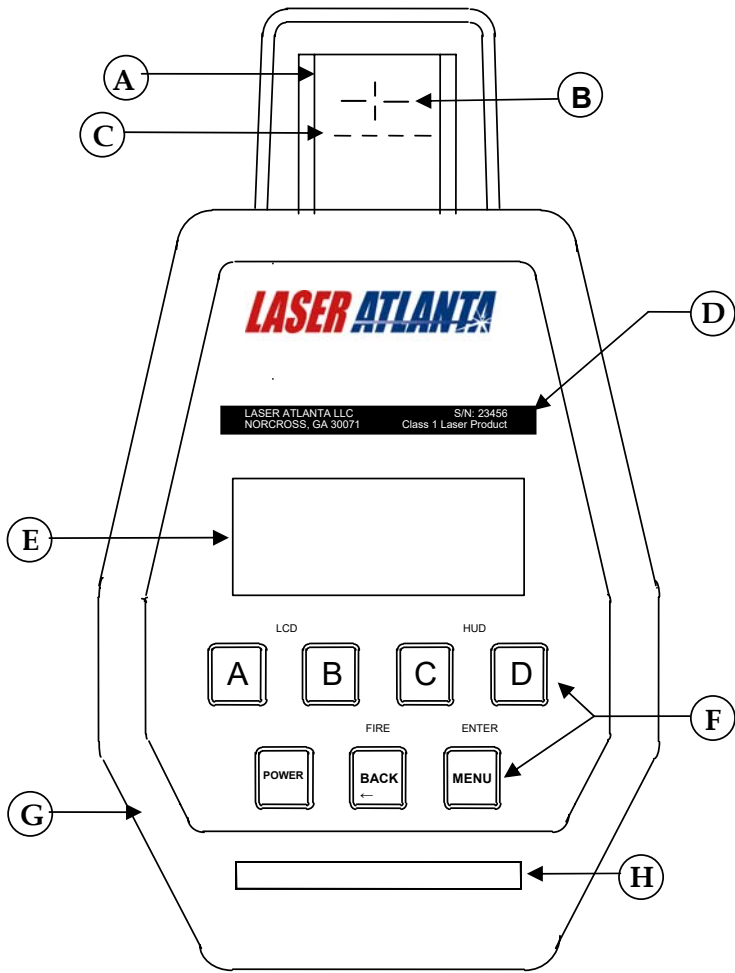 A
B
C
LASER ATLANTA
D
LASER ATLANTA LLC S/N: 23456
NORCROSS, GA 30071 Class 1 Laser Product
E
LCD HUD
A B C D
F
FIRE ENTER
POWER BACK MENU
←
G
H